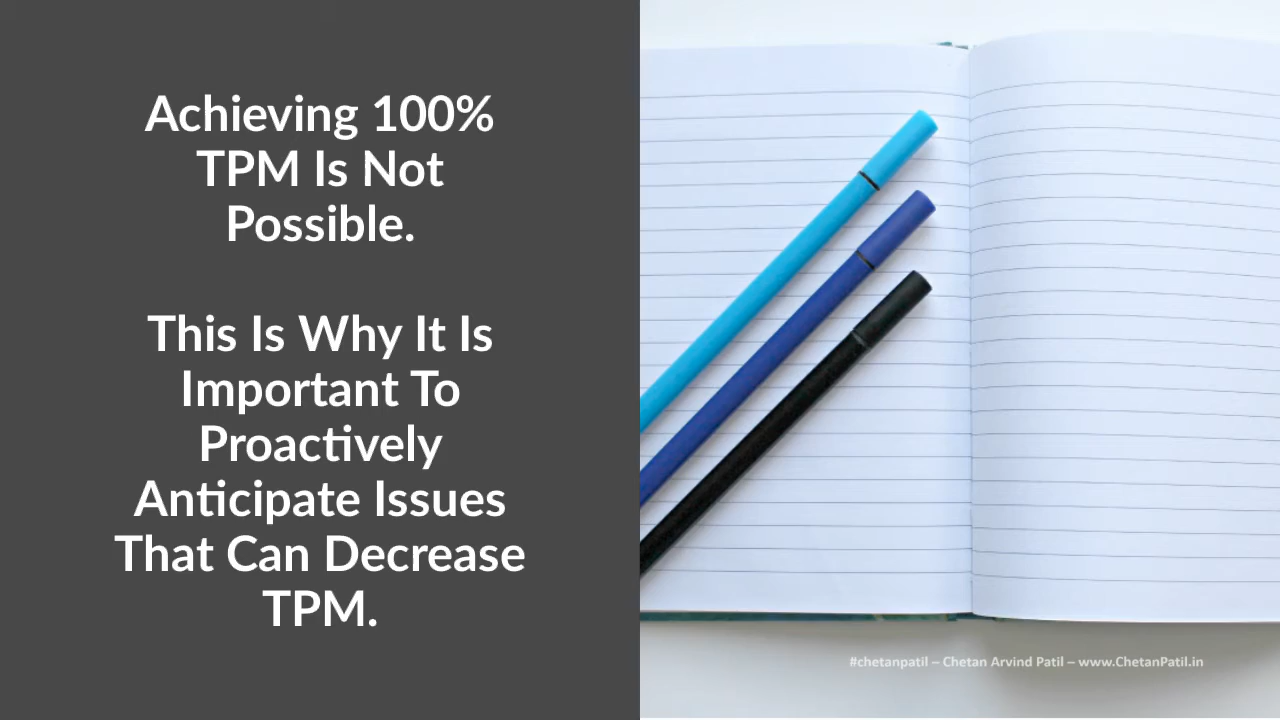 Achieving 100%
TPM Is Not
Possible.
This Is Why It Is
Important To
Proactively
Anticipate Issues
That Can Decrease
TPM.
#chetanpatil – Chetan Arvind Patil – www.ChetanPatil.in